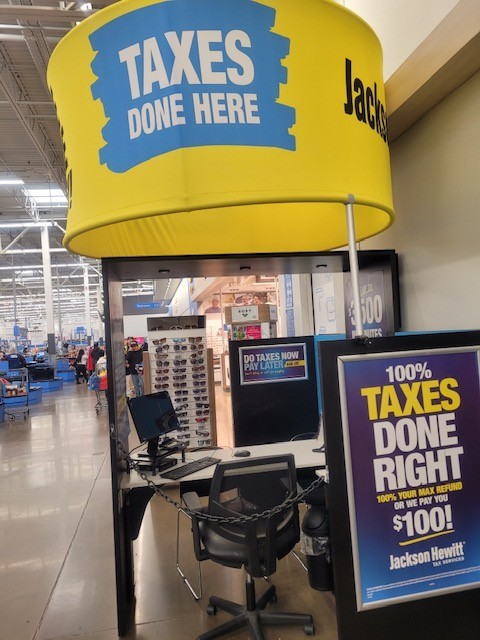 TAXES
DONE HERE
Jacks
DO TAXES NOW
PAY LATER
100%
TAXES
DONE
RIGHT
100% YOUR MAX REFUND
OR WE PAY YOU
$100!
Jackson Hewitt
TAX SERVICES